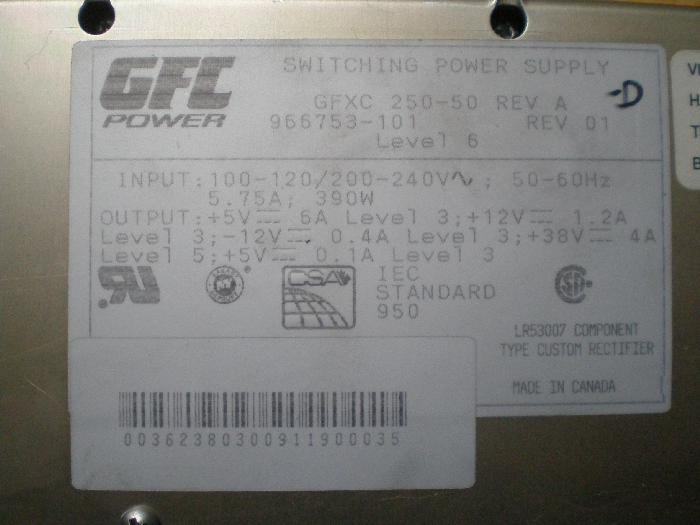 GFC
POWER
SWITCHING POWER SUPPLY
GFXC 250-50 REV A -D
966753-101 REV 01
Level 6
INPUT:100-120/200-240V∿; 50-60Hz
5.75A; 390W
OUTPUT:+5V⎓ 6A Level 3;+12V⎓ 1.2A
Level 3;-12V⎓ 0.4A Level 3;+38V⎓ 4A
Level 5;+5V⎓ 0.1A Level 3
CSA
IEC
STANDARD
950
LR53007 COMPONENT
TYPE CUSTOM RECTIFIER
MADE IN CANADA
00362380300911900035